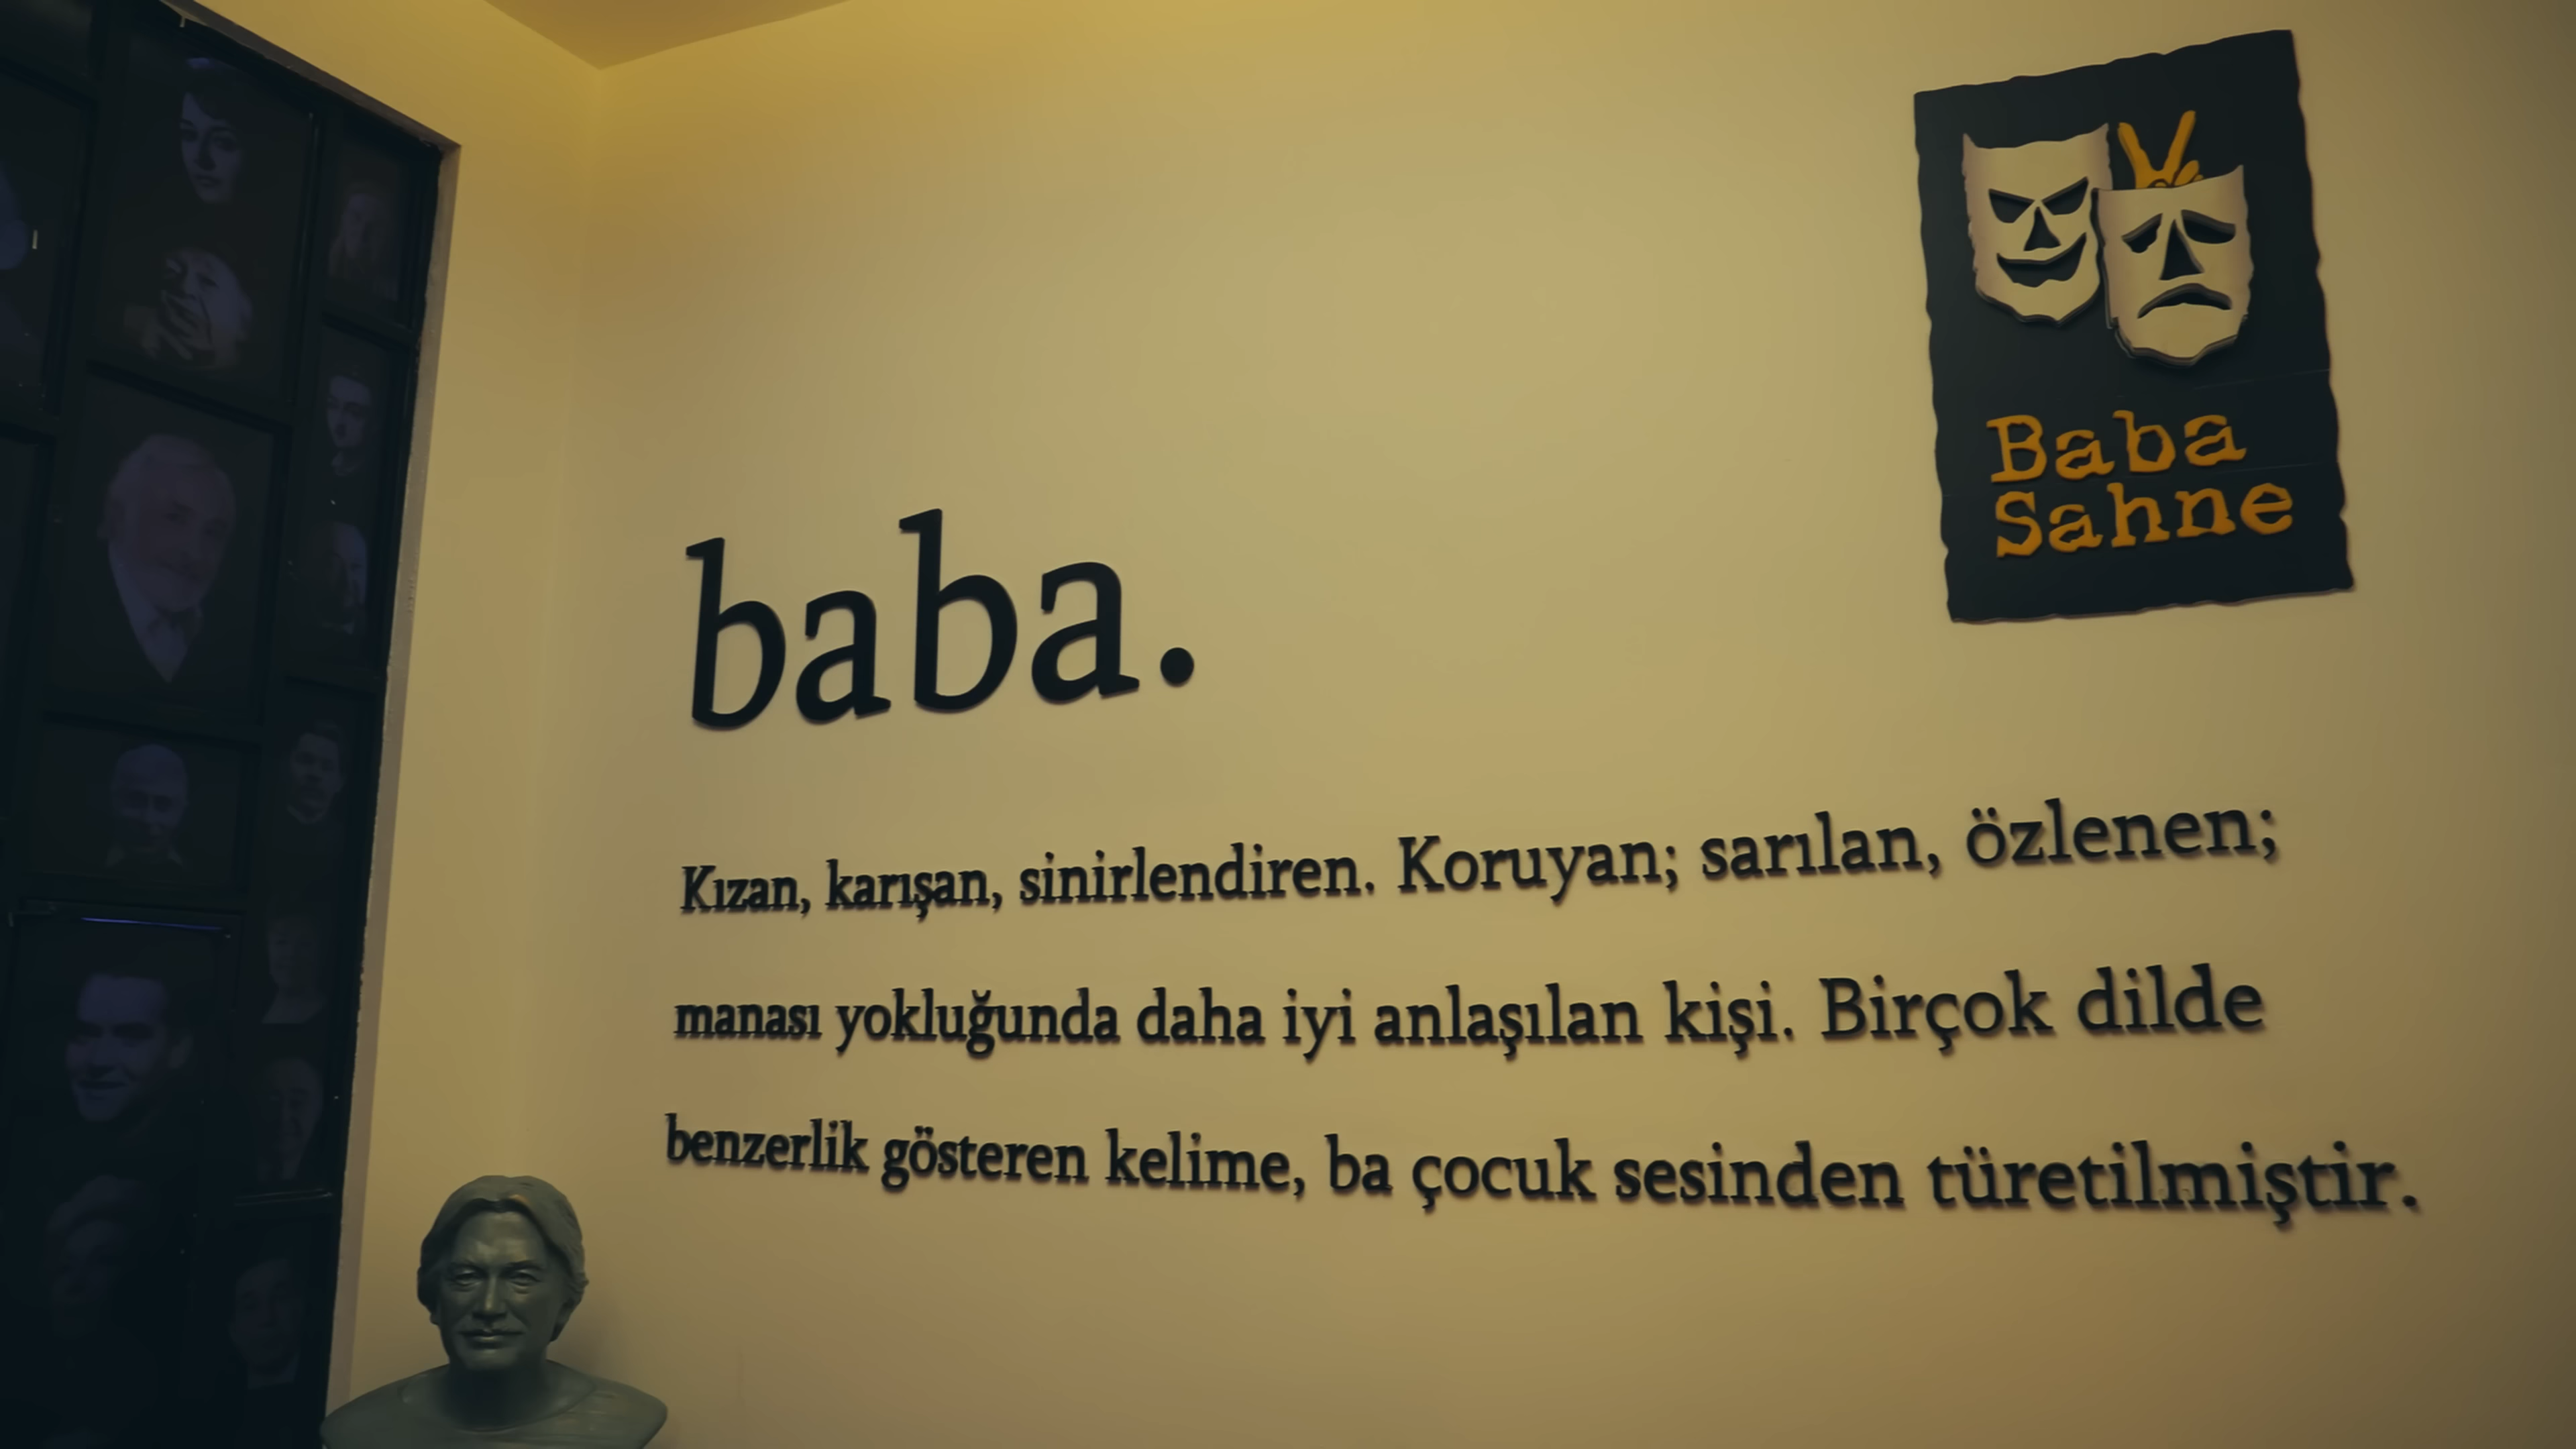 Baba
Sahne
baba.
Kızan, karışan, sinirlendiren. Koruyan; sarılan, özlenen;
manası yokluğunda daha iyi anlaşılan kişi. Birçok dilde
benzerlik gösteren kelime, ba çocuk sesinden türetilmiştir.